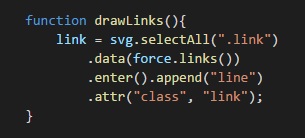 function drawLinks(){
    link = svg.selectAll(".link")
        .data(force.links())
        .enter().append("line")
        .attr("class", "link");
}